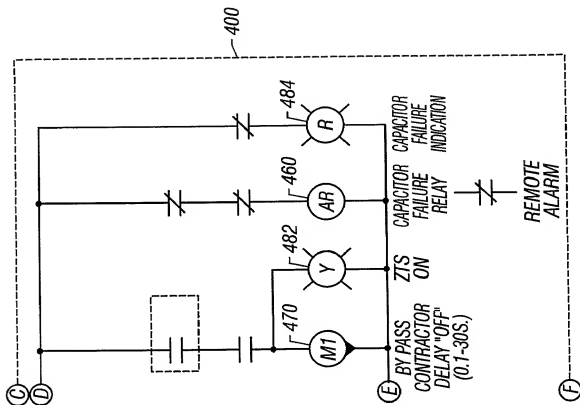 400
C
D
484
R
CAPACITOR
FAILURE
INDICATION
460
AR
CAPACITOR
FAILURE
RELAY
REMOTE
ALARM
482
Y
ZTS
ON
470
M1
BY PASS
CONTRACTOR
DELAY "OFF"
(0.1-30S.)
E
F